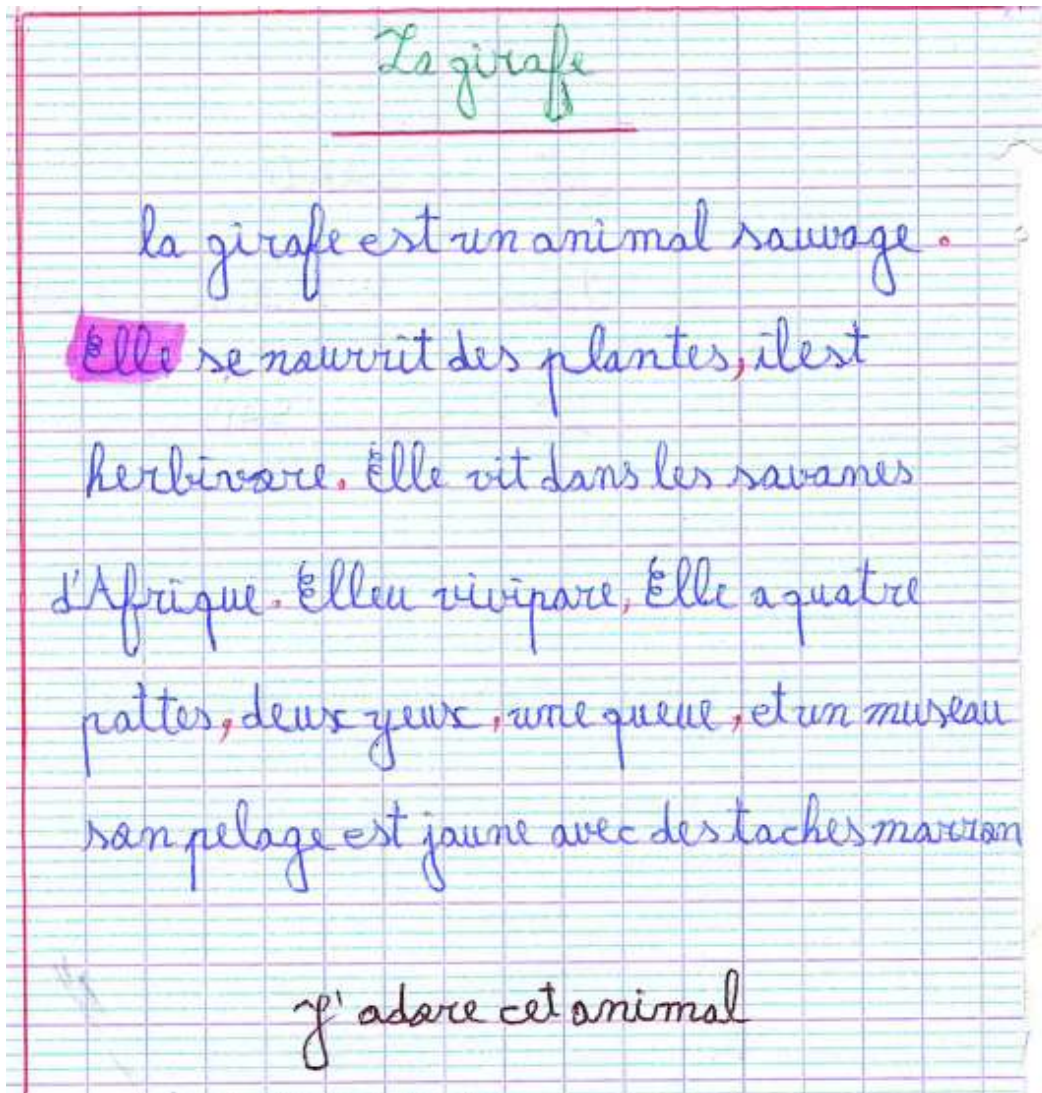 La girafe
la girafe est un animal sauvage.
Elle se nourrit des plantes, il est
herbivore. Elle vit dans les savanes
d'Afrique. Elleu vivipare, Elle a quatre
pattes, deux yeux, une queue, et un museau
son pelage est jaune avec des taches marron
J'adore cet animal